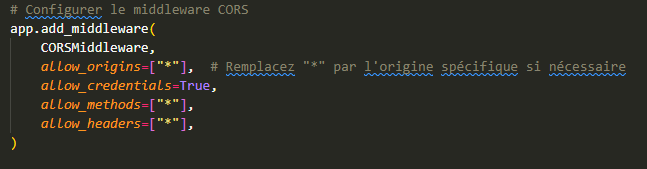 # Configurer le middleware CORS
app.add_middleware(
    CORSMiddleware,
    allow_origins=["*"],  # Remplacez "*" par l'origine spécifique si nécessaire
    allow_credentials=True,
    allow_methods=["*"],
    allow_headers=["*"],
)